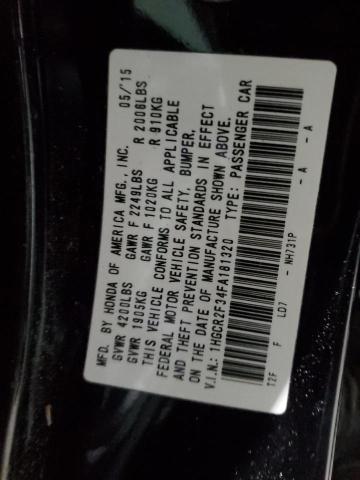 MFD. BY HONDA OF AMERICA MFG., INC. 05/'15
GVWR 4200LBS GAWR F 2249LBS R 2006LBS
GVWR 1905KG GAWR F 1020KG R 910KG
THIS VEHICLE CONFORMS TO ALL APPLICABLE
FEDERAL MOTOR VEHICLE SAFETY, BUMPER,
AND THEFT PREVENTION STANDARDS IN EFFECT
ON THE DATE OF MANUFACTURE SHOWN ABOVE.
V.I.N.: 1HGCR2F34FA181320 TYPE: PASSENGER CAR
T2F F LD7 - NH731P - A - A